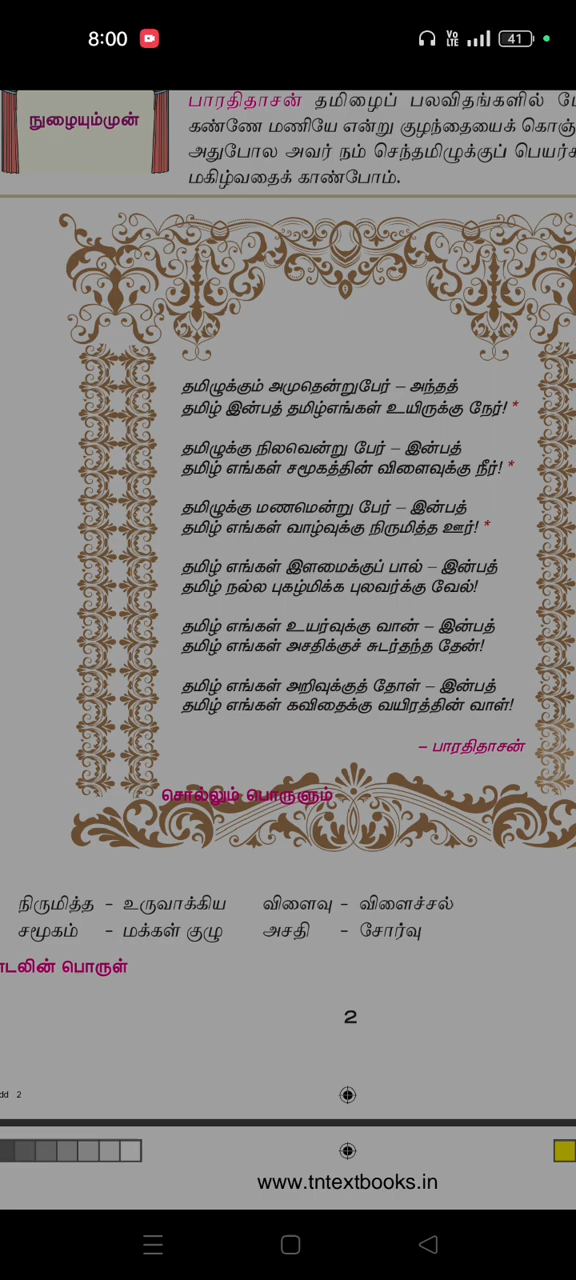 8:00
Vo
LTE
41
நுழையும்முன்
பாரதிதாசன் தமிழைப் பலவிதங்களில்
கண்ணே மணியே என்று குழந்தையைக்
அதுபோல அவர் நம் செந்தமிழுக்குப்
மகிழ்வதைக் காண்போம்.
தமிழுக்கும் அமுதென்றுபேர் – அந்தத்
தமிழ் இன்பத் தமிழ்எங்கள் உயிருக்கு நேர்! *
தமிழுக்கு நிலவென்று பேர் – இன்பத்
தமிழ் எங்கள் சமூகத்தின் விளைவுக்கு நீர்! *
தமிழுக்கு மணமென்று பேர் – இன்பத்
தமிழ் எங்கள் வாழ்வுக்கு நிருமித்த ஊர்! *
தமிழ் எங்கள் இளமைக்குப் பால் – இன்பத்
தமிழ் நல்ல புகழ்மிக்க புலவர்க்கு வேல்!
தமிழ் எங்கள் உயர்வுக்கு வான் – இன்பத்
தமிழ் எங்கள் அசதிக்குச் சுடர்தந்த தேன்!
தமிழ் எங்கள் அறிவுக்குத் தோள் – இன்பத்
தமிழ் எங்கள் கவிதைக்கு வயிரத்தின் வாள்!
– பாரதிதாசன்
சொல்லும் பொருளும்
நிருமித்த – உருவாக்கிய விளைவு – விளைச்சல்
சமூகம் – மக்கள் குழு அசதி – சோர்வு
டலின் பொருள்
2
dd 2
www.tntextbooks.in